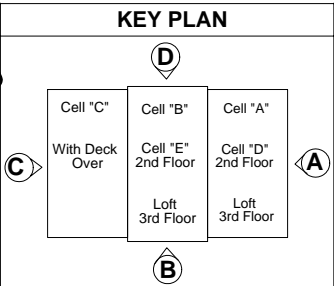 KEY PLAN
D
Cell "C"
With Deck
Over
Cell "B"
Cell "E"
2nd Floor
Loft
3rd Floor
Cell "A"
Cell "D"
2nd Floor
Loft
3rd Floor
C
A
B